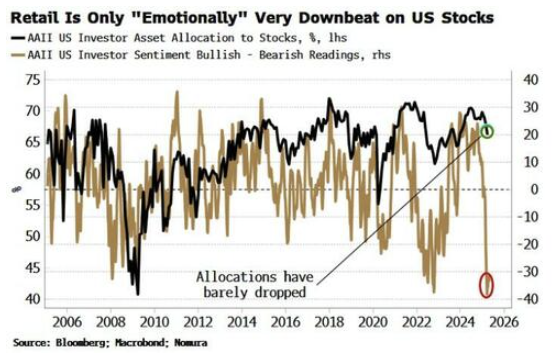 Retail Is Only "Emotionally" Very Downbeat on US Stocks
AAII US Investor Asset Allocation to Stocks, %, lhs
AAII US Investor Sentiment Bullish - Bearish Readings, rhs
75
70
65
60
55
50
45
40
%
40
30
20
10
0
-10
-20
-30
-40
Allocations have
barely dropped
2006 2008 2010 2012 2014 2016 2018 2020 2022 2024 2026
Source: Bloomberg; Macrobond; Nomura